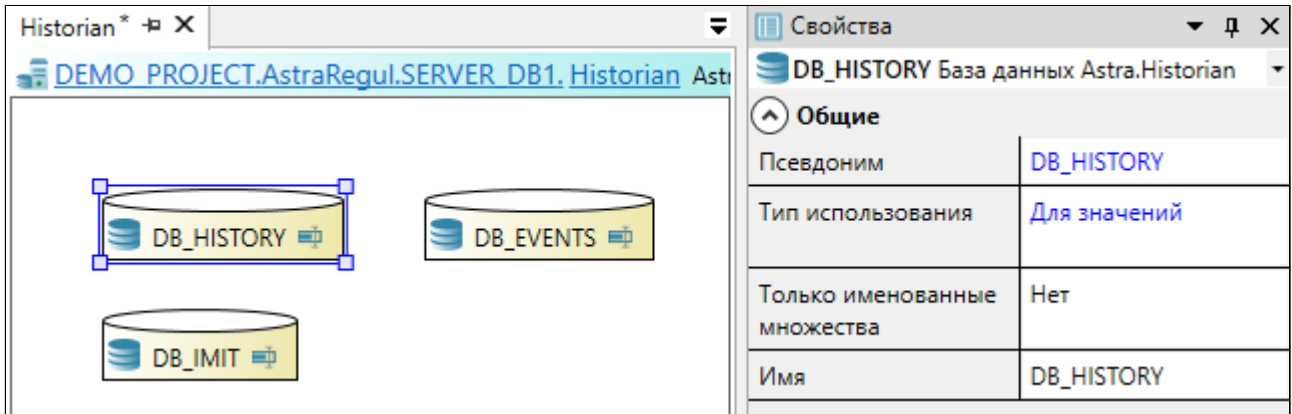 Historian*
DEMO_PROJECT.AstraRegul.SERVER_DB1. Historian
DB_HISTORY
DB_EVENTS
DB_IMIT
Свойства
DB_HISTORY База данных Astra.Historian
Общие
Псевдоним DB_HISTORY
Тип использования Для значений
Только именованные Нет
множества
Имя DB_HISTORY